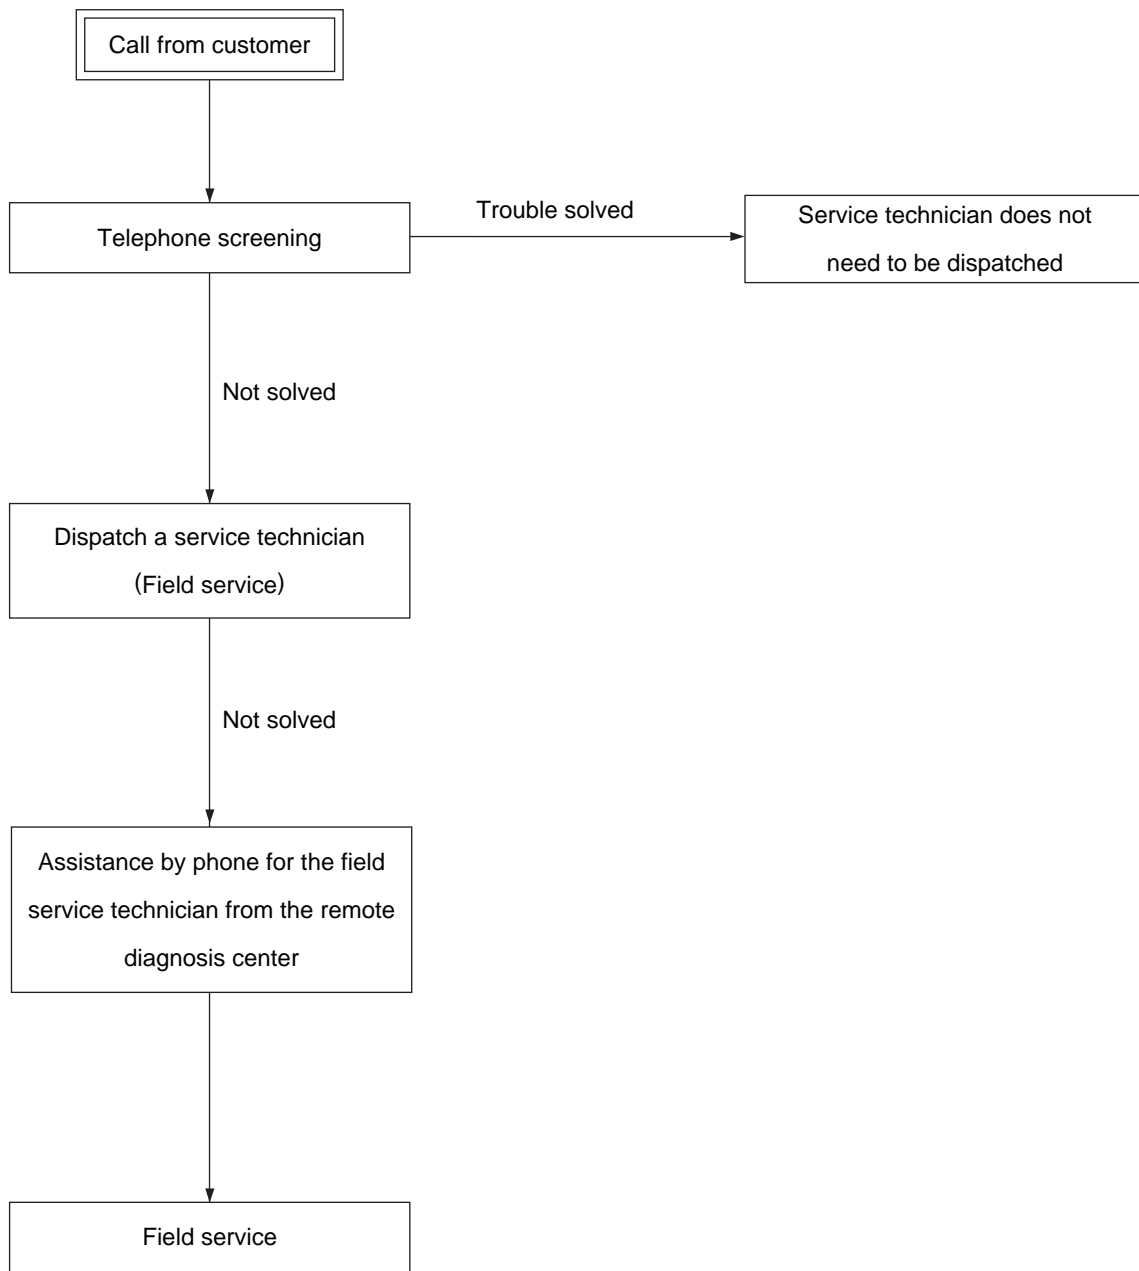 Call from customer
Telephone screening
Trouble solved
Service technician does not
need to be dispatched
Not solved
Dispatch a service technician
(Field service)
Not solved
Assistance by phone for the field
service technician from the remote
diagnosis center
Field service